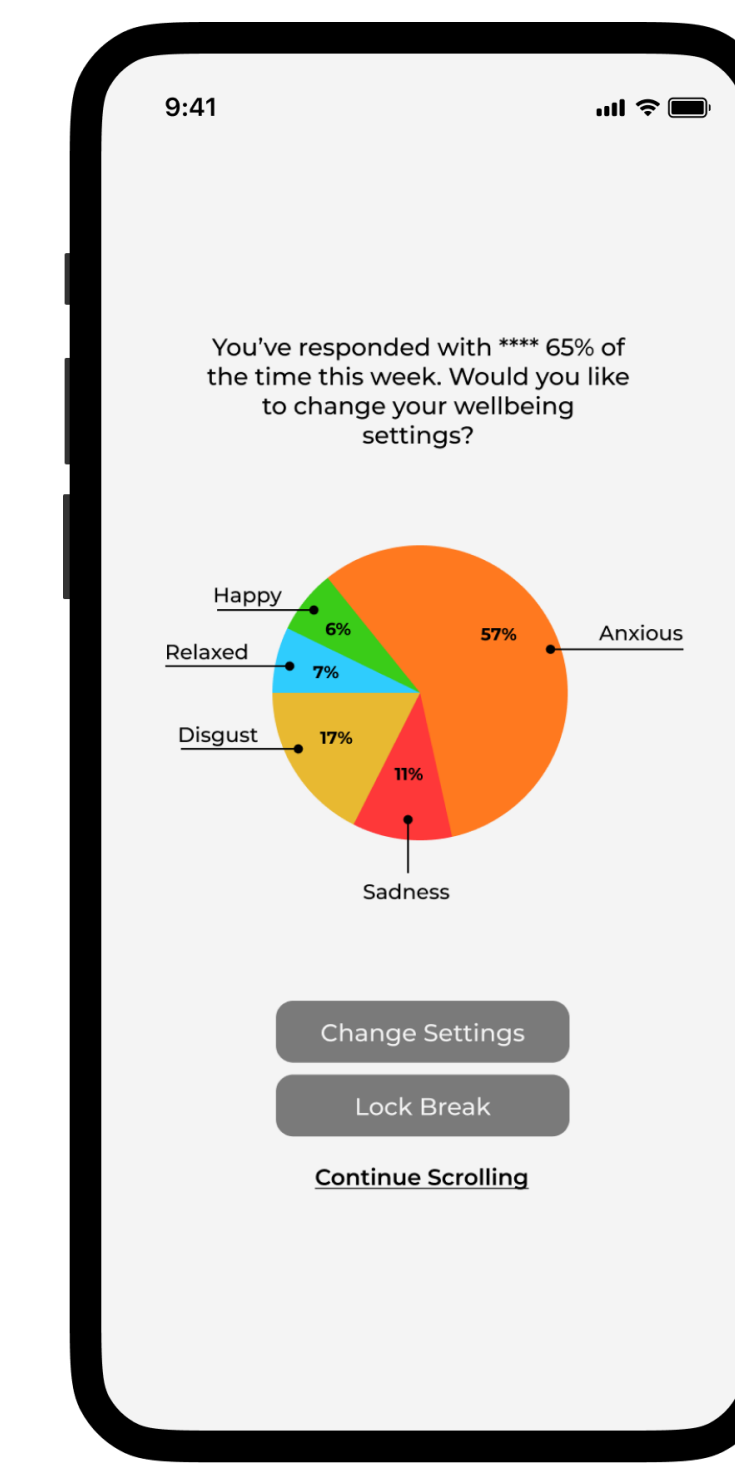 9:41
You’ve responded with **** 65% of
the time this week. Would you like
to change your wellbeing
settings?
Happy
6%
57%
Anxious
Relaxed
7%
Disgust
17%
11%
Sadness
Change Settings
Lock Break
Continue Scrolling